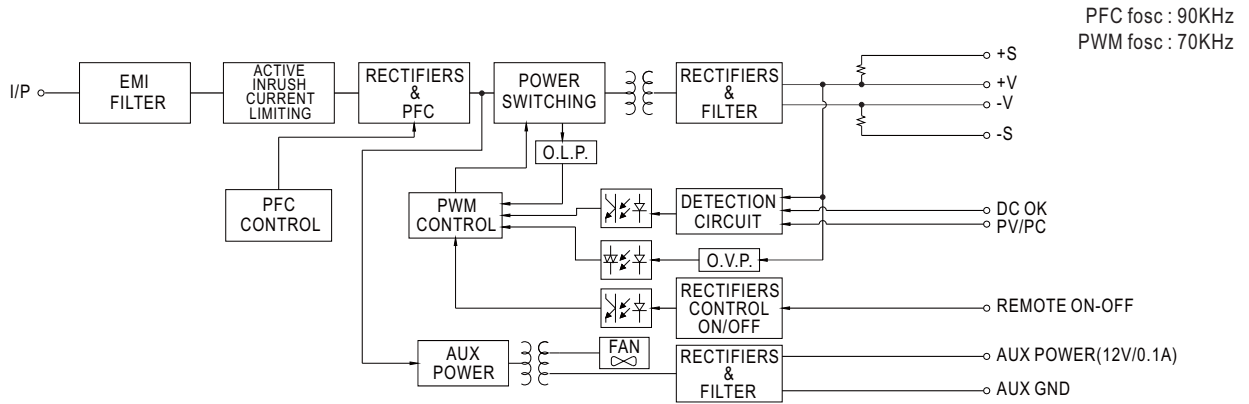 PFC fosc : 90KHz
PWM fosc : 70KHz
I/P
EMI
FILTER
ACTIVE
INRUSH
CURRENT
LIMITING
RECTIFIERS
&
PFC
POWER
SWITCHING
RECTIFIERS
&
FILTER
+S
+V
-V
-S
O.L.P.
PFC
CONTROL
PWM
CONTROL
DETECTION
CIRCUIT
DC OK
PV/PC
O.V.P.
RECTIFIERS
CONTROL
ON/OFF
REMOTE ON-OFF
AUX
POWER
FAN
RECTIFIERS
&
FILTER
AUX POWER(12V/0.1A)
AUX GND